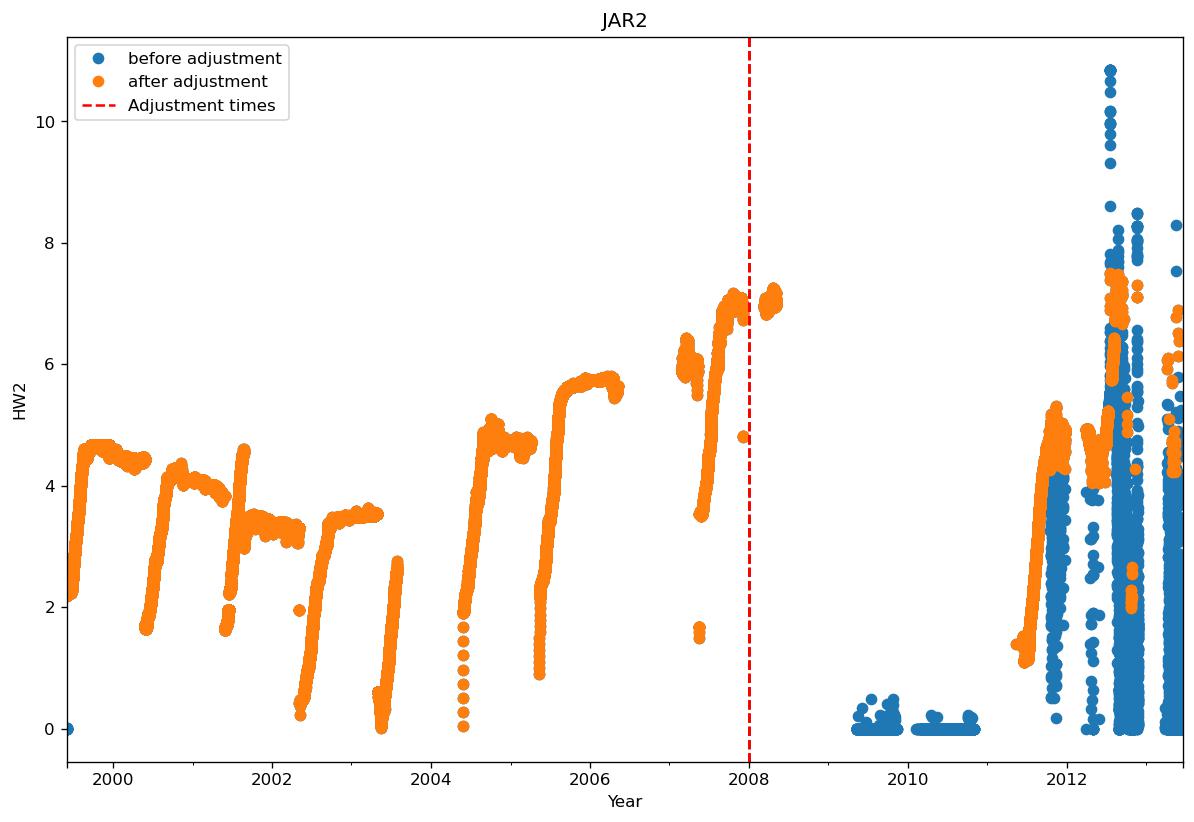 JAR2
before adjustment
after adjustment
Adjustment times
HW2
10
8
6
4
2
0
2000 2002 2004 2006 2008 2010 2012
Year